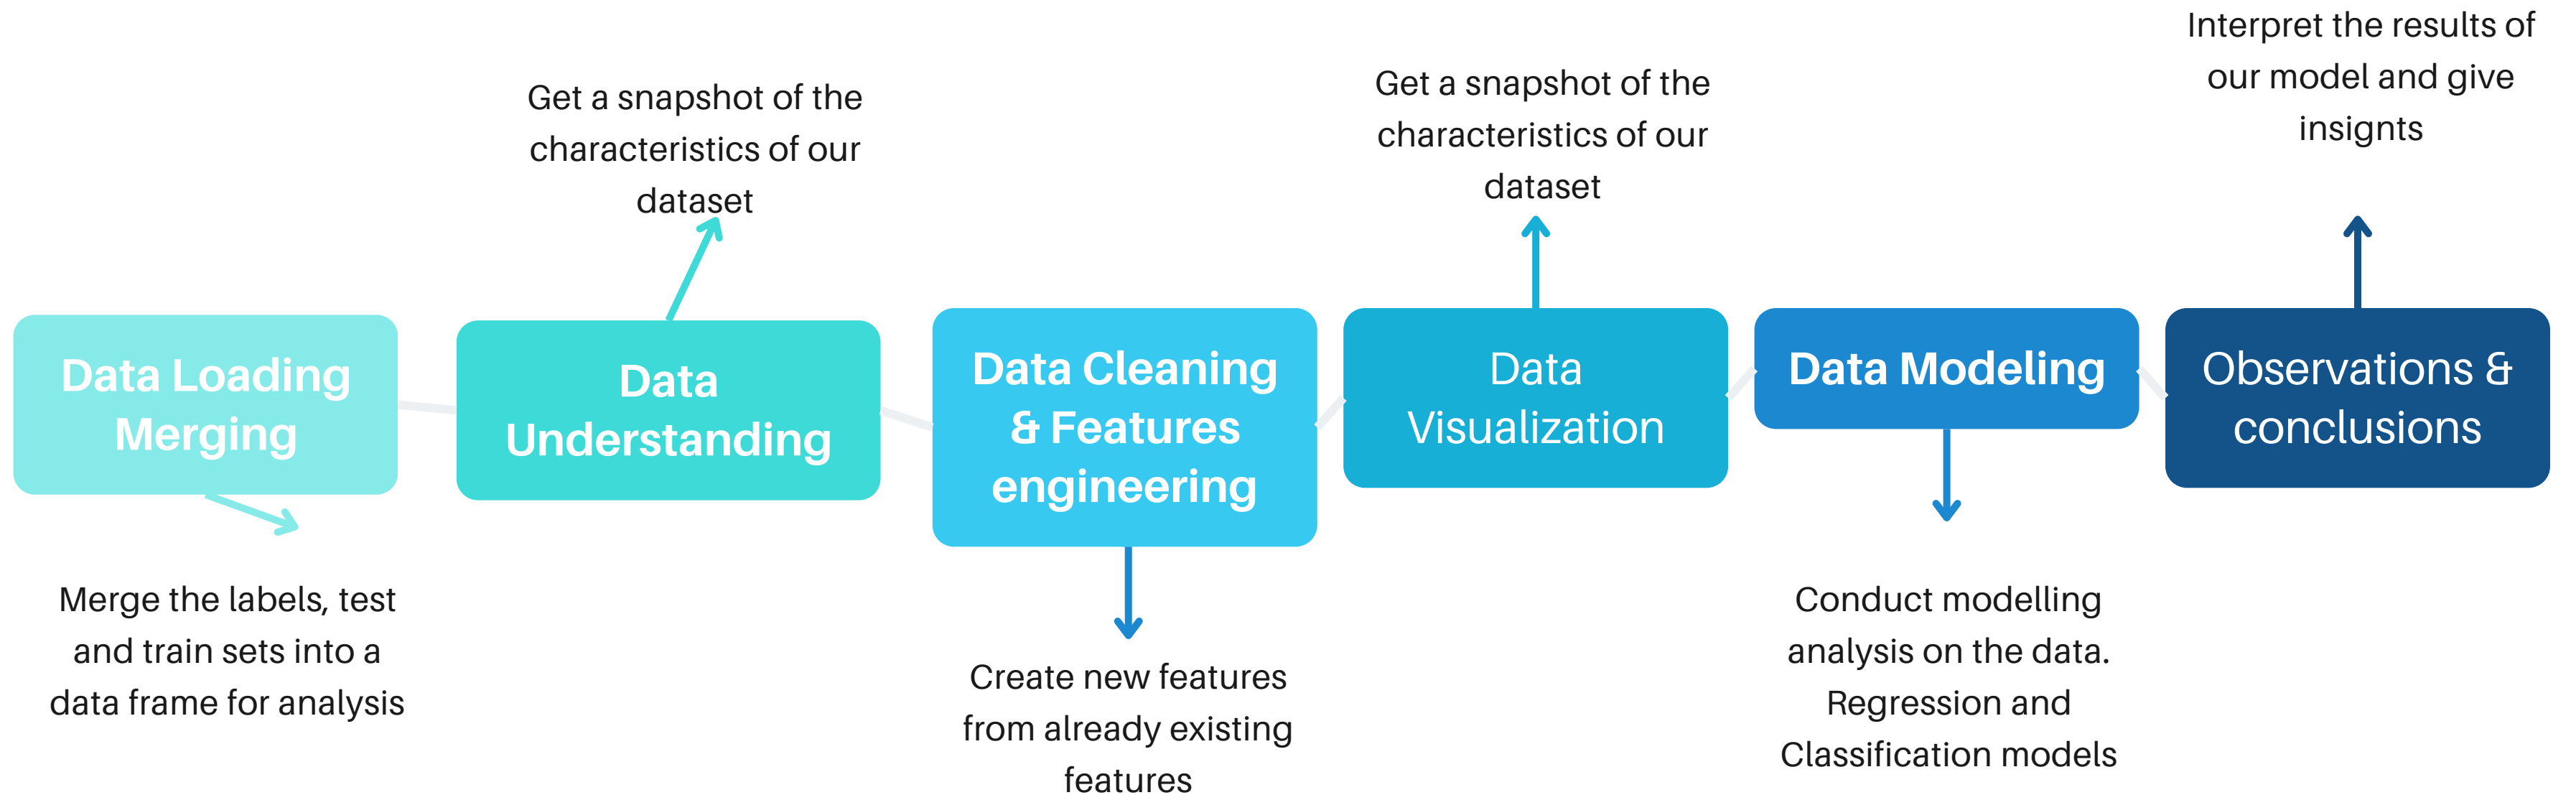 Data Loading
Merging
Merge the labels, test
and train sets into a
data frame for analysis
Get a snapshot of the
characteristics of our
dataset
Data
Understanding
Data Cleaning
& Features
engineering
Create new features
from already existing
features
Get a snapshot of the
characteristics of our
dataset
Data
Visualization
Data Modeling
Conduct modelling
analysis on the data.
Regression and
Classification models
Interpret the results of
our model and give
insignts
Observations &
conclusions